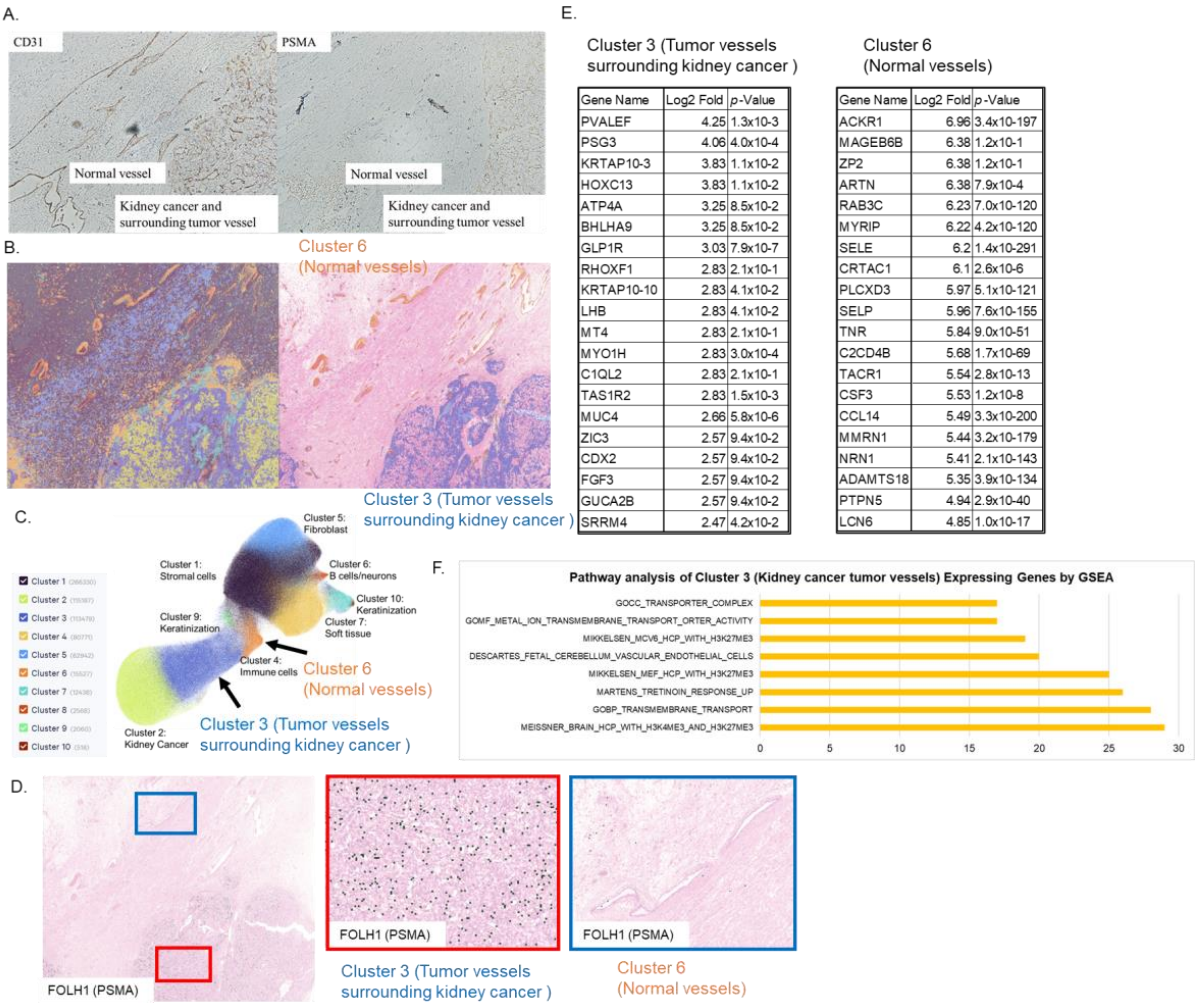 A.
CD31
PSMA
Normal vessel
Normal vessel
Kidney cancer and
surrounding tumor vessel
Kidney cancer and
surrounding tumor vessel
B.
Cluster 6
(Normal vessels)
Cluster 3 (Tumor vessels
surrounding kidney cancer )
C.
Cluster 1
Cluster 2
Cluster 3
Cluster 4
Cluster 5
Cluster 6
Cluster 7
Cluster 8
Cluster 9
Cluster 10
Cluster 5:
Fibroblast
Cluster 1:
Stromal cells
Cluster 6:
B cells/neurons
Cluster 10:
Keratinization
Cluster 9:
Keratinization
Cluster 7:
Soft tissue
Cluster 4:
Immune cells
Cluster 6
(Normal vessels)
Cluster 3 (Tumor vessels
surrounding kidney cancer )
Cluster 2:
Kidney Cancer
D.
FOLH1 (PSMA)
FOLH1 (PSMA)
FOLH1 (PSMA)
Cluster 3 (Tumor vessels
surrounding kidney cancer )
Cluster 6
(Normal vessels)
E.
Cluster 3 (Tumor vessels
surrounding kidney cancer )
Gene Name Log2 Fold p-Value
PVALEF 4.25 1.3x10-3
PSG3 4.06 4.0x10-4
KRTAP10-3 3.83 1.1x10-2
HOXC13 3.83 1.1x10-2
ATP4A 3.25 8.5x10-2
BHLHA9 3.25 8.5x10-2
GLP1R 3.03 7.9x10-7
RHOXF1 2.83 2.1x10-1
KRTAP10-10 2.83 4.1x10-2
LHB 2.83 4.1x10-2
MT4 2.83 2.1x10-1
MYO1H 2.83 3.0x10-4
C1QL2 2.83 2.1x10-1
TAS1R2 2.83 1.5x10-3
MUC4 2.66 5.8x10-6
ZIC3 2.57 9.4x10-2
CDX2 2.57 9.4x10-2
FGF3 2.57 9.4x10-2
GUCA2B 2.57 9.4x10-2
SRRM4 2.47 4.2x10-2
Cluster 6
(Normal vessels)
Gene Name Log2 Fold p-Value
ACKR1 6.96 3.4x10-197
MAGEB6B 6.38 1.2x10-1
ZP2 6.38 1.2x10-1
ARTN 6.38 7.9x10-4
RAB3C 6.23 7.0x10-120
MYRIP 6.22 4.2x10-120
SELE 6.2 1.4x10-291
CRTAC1 6.1 2.6x10-6
PLCXD3 5.97 5.1x10-121
SELP 5.96 7.6x10-155
TNR 5.84 9.0x10-51
C2CD4B 5.68 1.7x10-69
TACR1 5.54 2.8x10-13
CSF3 5.53 1.2x10-8
CCL14 5.49 3.3x10-200
MMRN1 5.44 3.2x10-179
NRN1 5.41 2.1x10-143
ADAMTS18 5.35 3.9x10-134
PTPN5 4.94 2.9x10-40
LCN6 4.85 1.0x10-17
F.
Pathway analysis of Cluster 3 (Kidney cancer tumor vessels) Expressing Genes by GSEA
GOCC_TRANSPORTER_COMPLEX
GOMF_METAL_ION_TRANSMEMBRANE_TRANSPORT_ORTER_ACTIVITY
MIKKELSEN_MCV6_HCP_WITH_H3K27ME3
DESCARTES_FETAL_CEREBELLUM_VASCULAR_ENDOTHELIAL_CELLS
MIKKELSEN_MEF_HCP_WITH_H3K27ME3
MARTENS_TRETINOIN_RESPONSE_UP
GOBP_TRANSMEMBRANE_TRANSPORT
MEISSNER_BRAIN_HCP_WITH_H3K4ME3_AND_H3K27ME3
0 5 10 15 20 25 30